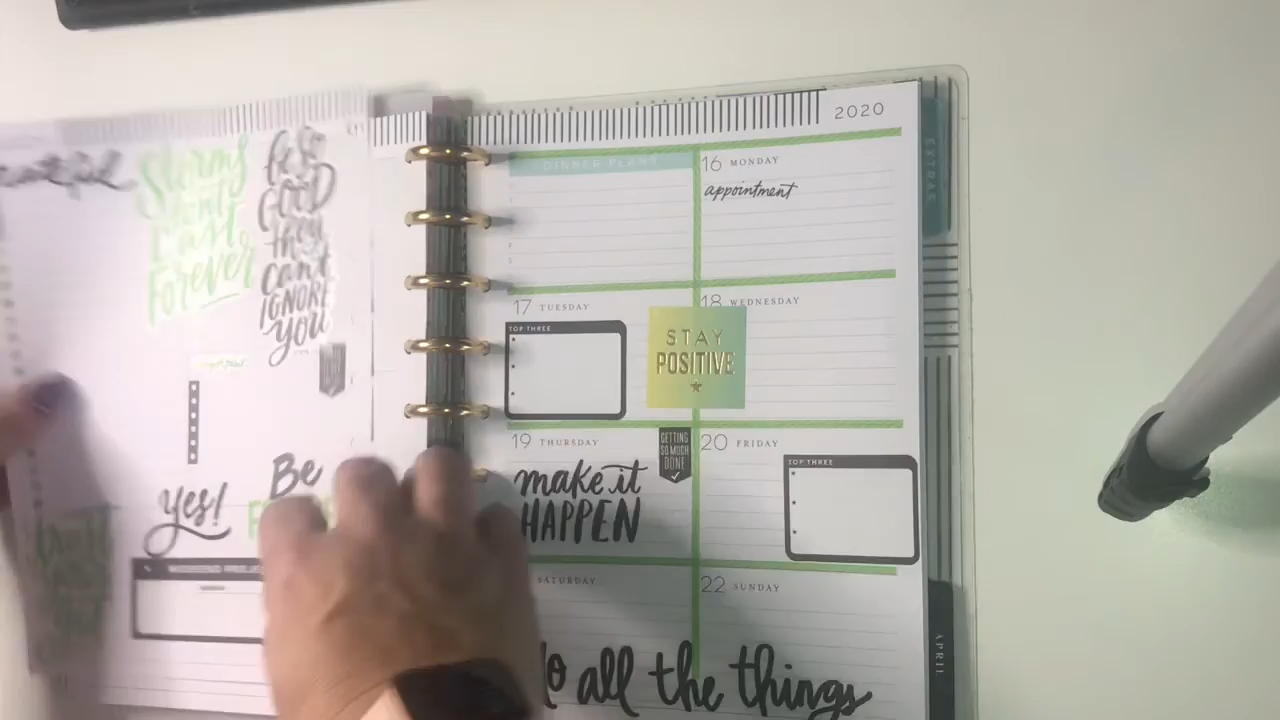 Storms
Don't
Last
Forever
Be So
GOOD
they
can't
IGNORE
YOU
Yes!
Be
2020
EXTRAS
DINNER PLANS
16 MONDAY
appointment
17 TUESDAY
TOP THREE
18 WEDNESDAY
STAY
POSITIVE
19 THURSDAY
make it
HAPPEN
GETTING
SO MUCH
DONE
20 FRIDAY
TOP THREE
SATURDAY
22 SUNDAY
all the things
APRIL